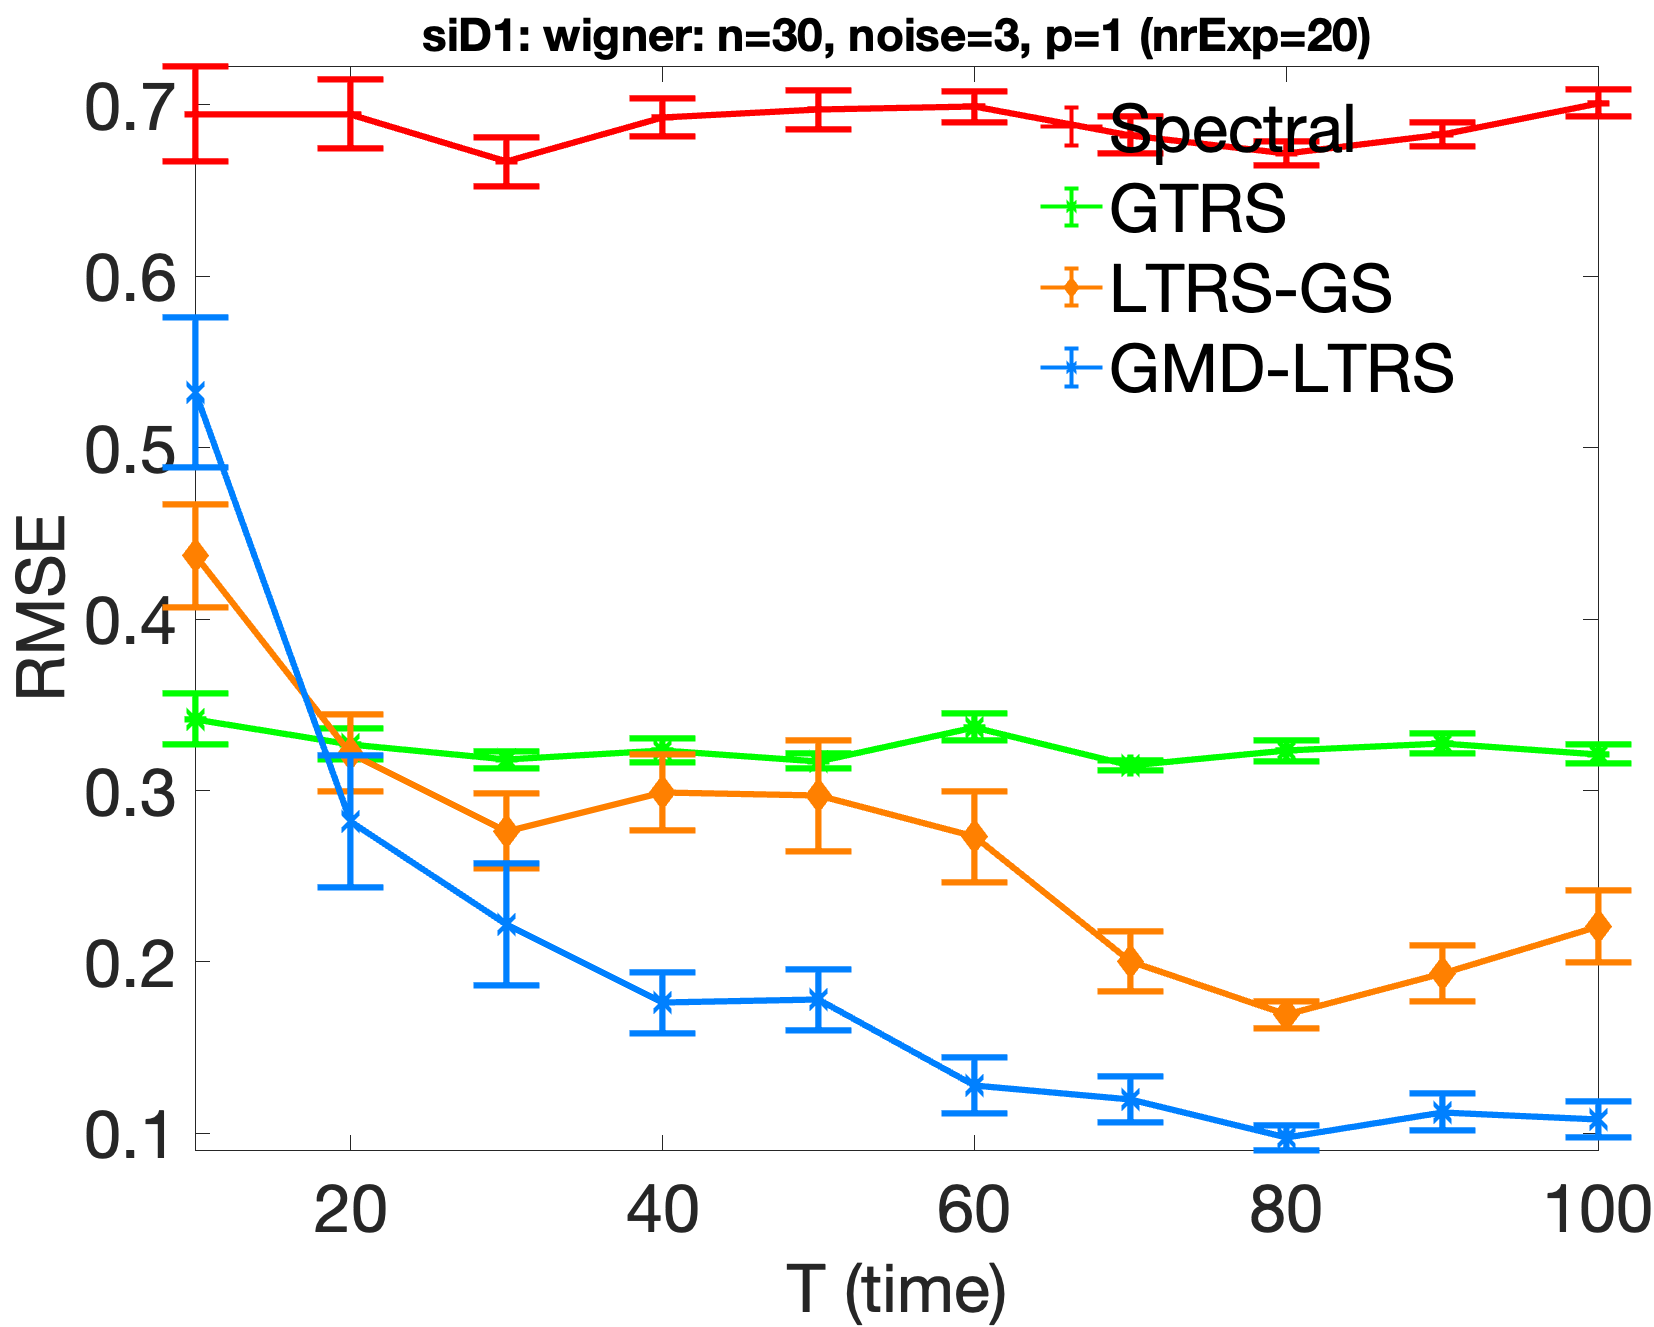 siD1: wigner: n=30, noise=3, p=1 (nrExp=20)
0.7
0.6
0.5
0.4
0.3
0.2
0.1
RMSE
Spectral
GTRS
LTRS-GS
GMD-LTRS
20 40 60 80 100
T (time)